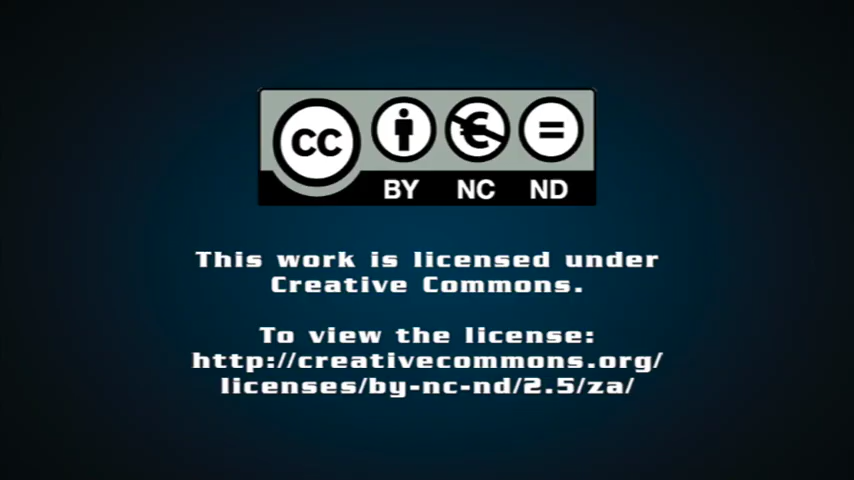 CC
BY NC ND
This work is licensed under
Creative Commons.
To view the license:
http://creativecommons.org/
licenses/by-nc-nd/2.5/za/